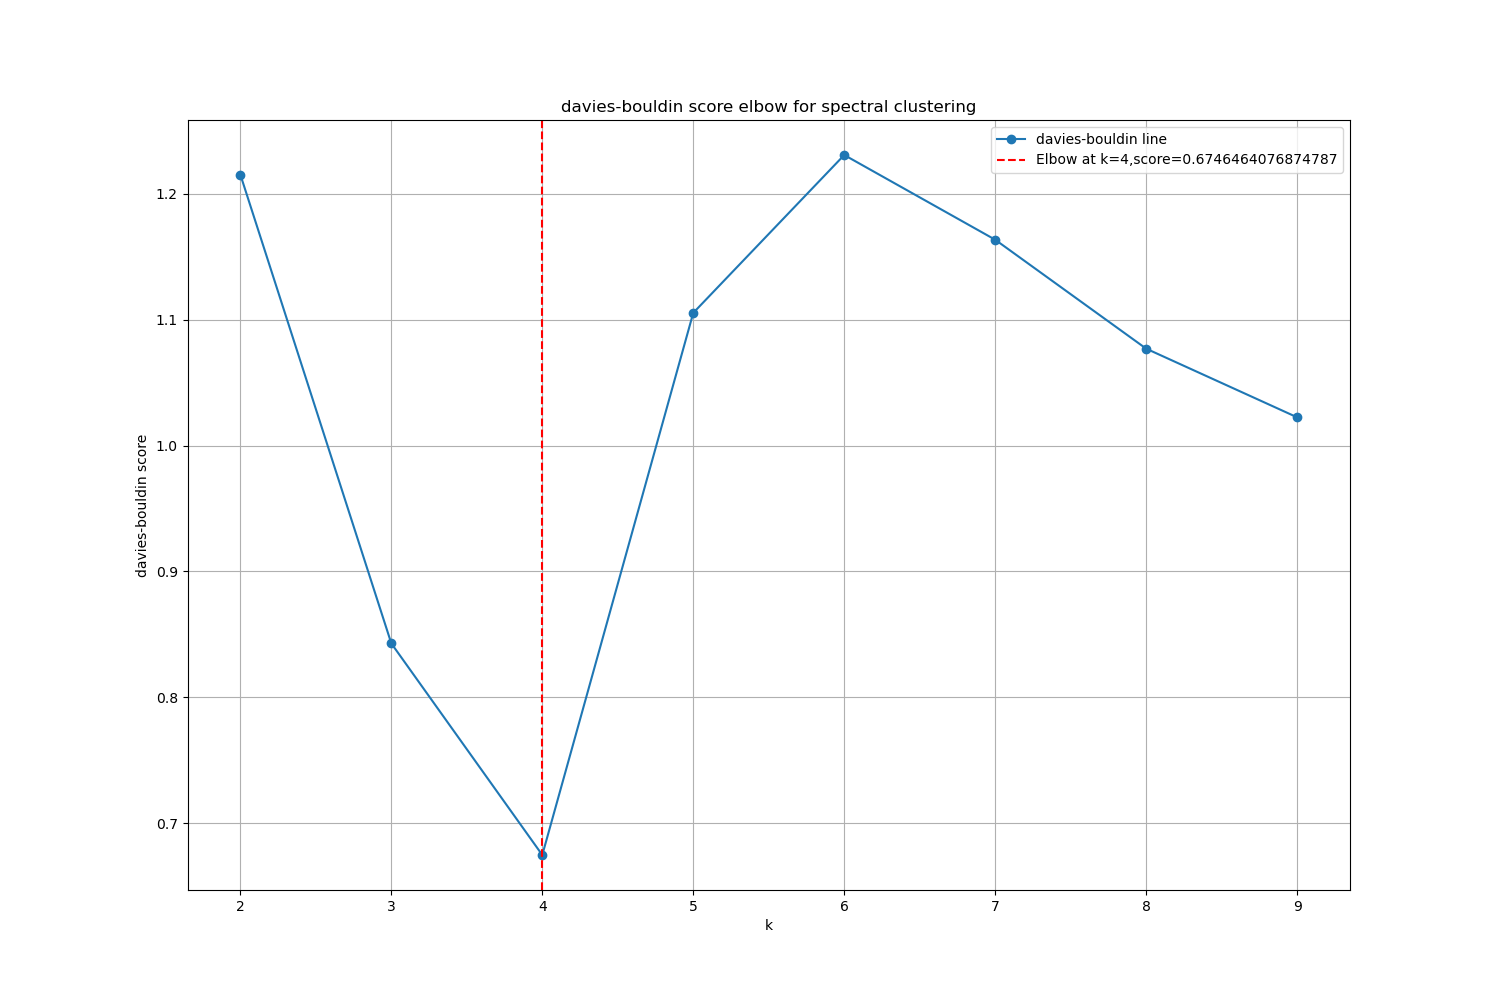 davies-bouldin score elbow for spectral clustering
davies-bouldin line
Elbow at k=4,score=0.6746464076874787
davies-bouldin score
1.2
1.1
1.0
0.9
0.8
0.7
2 3 4 5 6 7 8 9
k